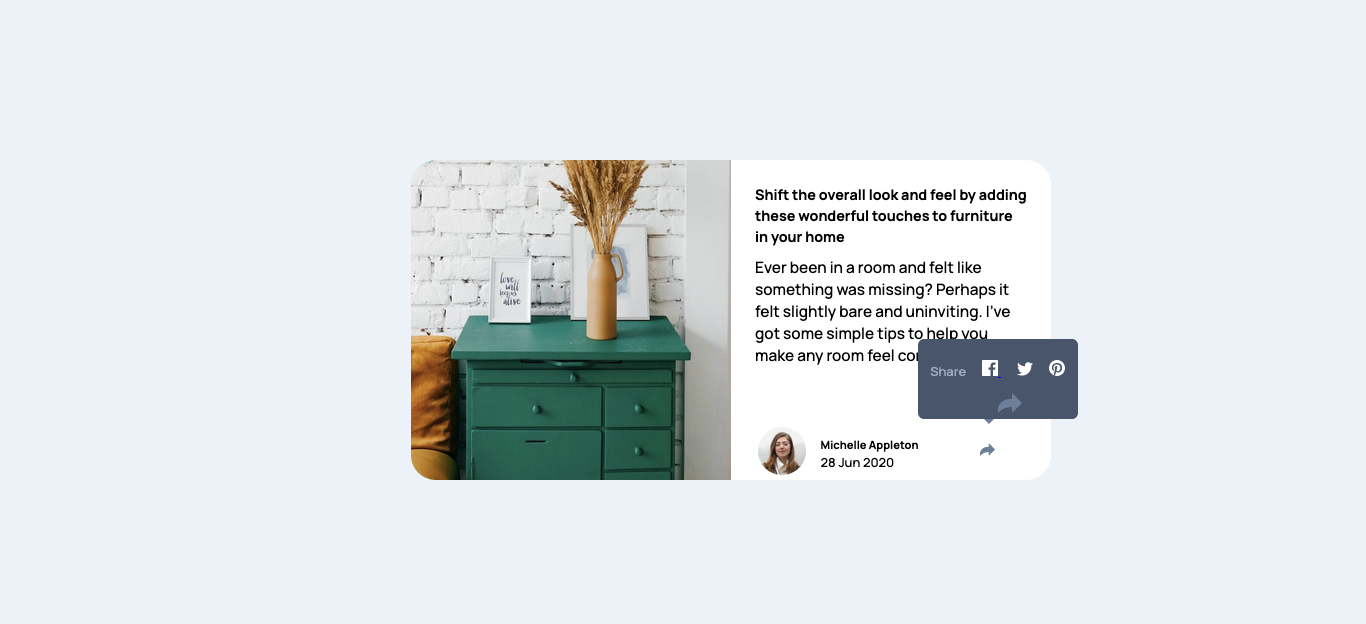 Shift the overall look and feel by adding
these wonderful touches to furniture
in your home
Ever been in a room and felt like
something was missing? Perhaps it
felt slightly bare and uninviting. I've
got some simple tips to help you
make any room feel
Share
Michelle Appleton
28 Jun 2020
love
will
keep us
alive